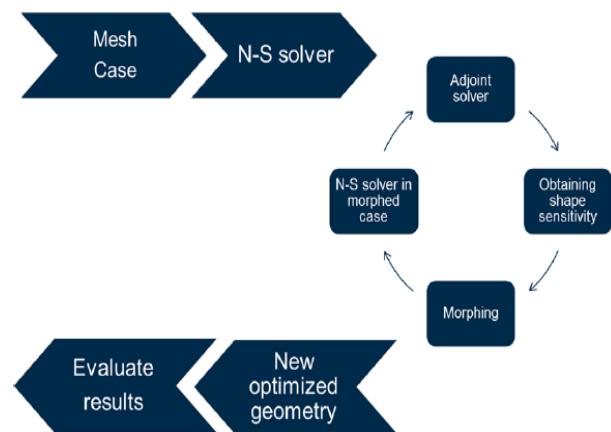 Mesh
Case
N-S solver
Adjoint
solver
Obtaining
shape
sensitivity
Morphing
N-S solver in
morphed
case
New
optimized
geometry
Evaluate
results